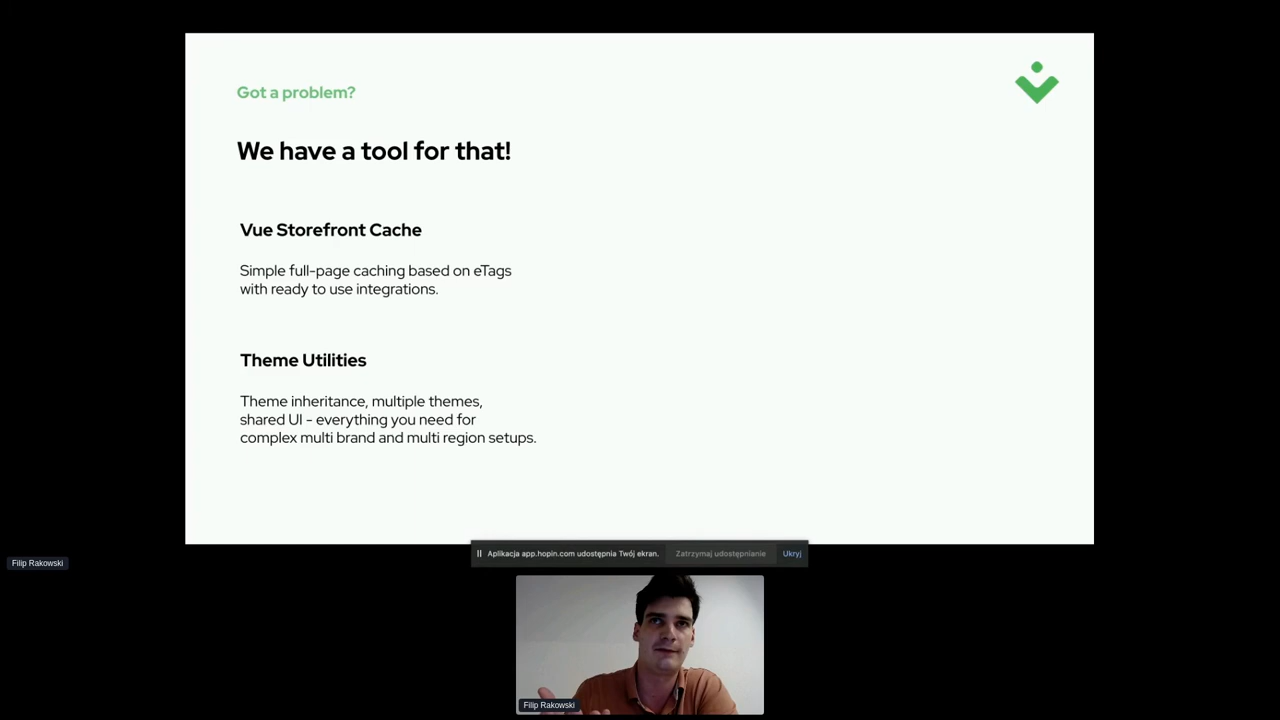 Got a problem?
We have a tool for that!
Vue Storefront Cache
Simple full-page caching based on eTags
with ready to use integrations.
Theme Utilities
Theme inheritance, multiple themes,
shared UI - everything you need for
complex multi brand and multi region setups.
Aplikacja app.hopin.com udostępnia Twój ekran. Zatrzymaj udostępnianie Ukryj
Filip Rakowski
Filip Rakowski